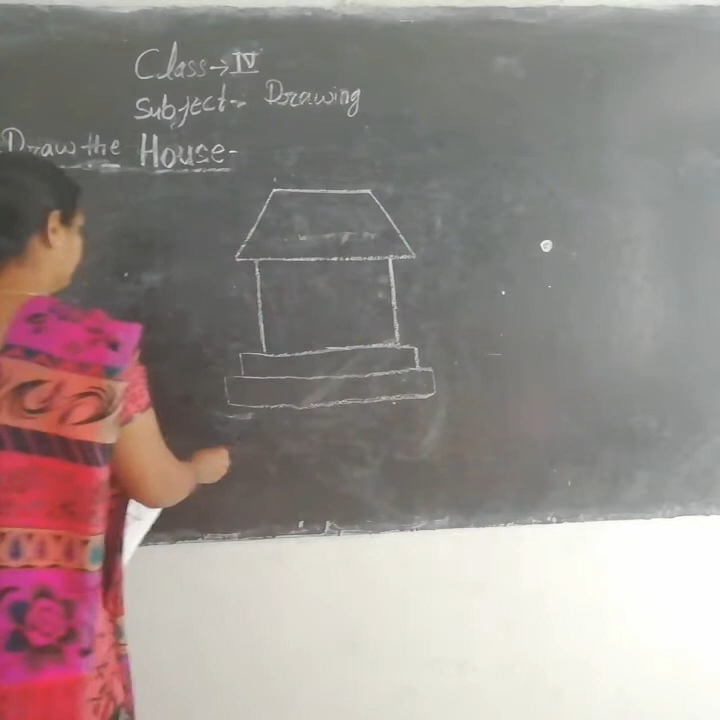 Class→IV
Subject- Drawing
Draw the House-